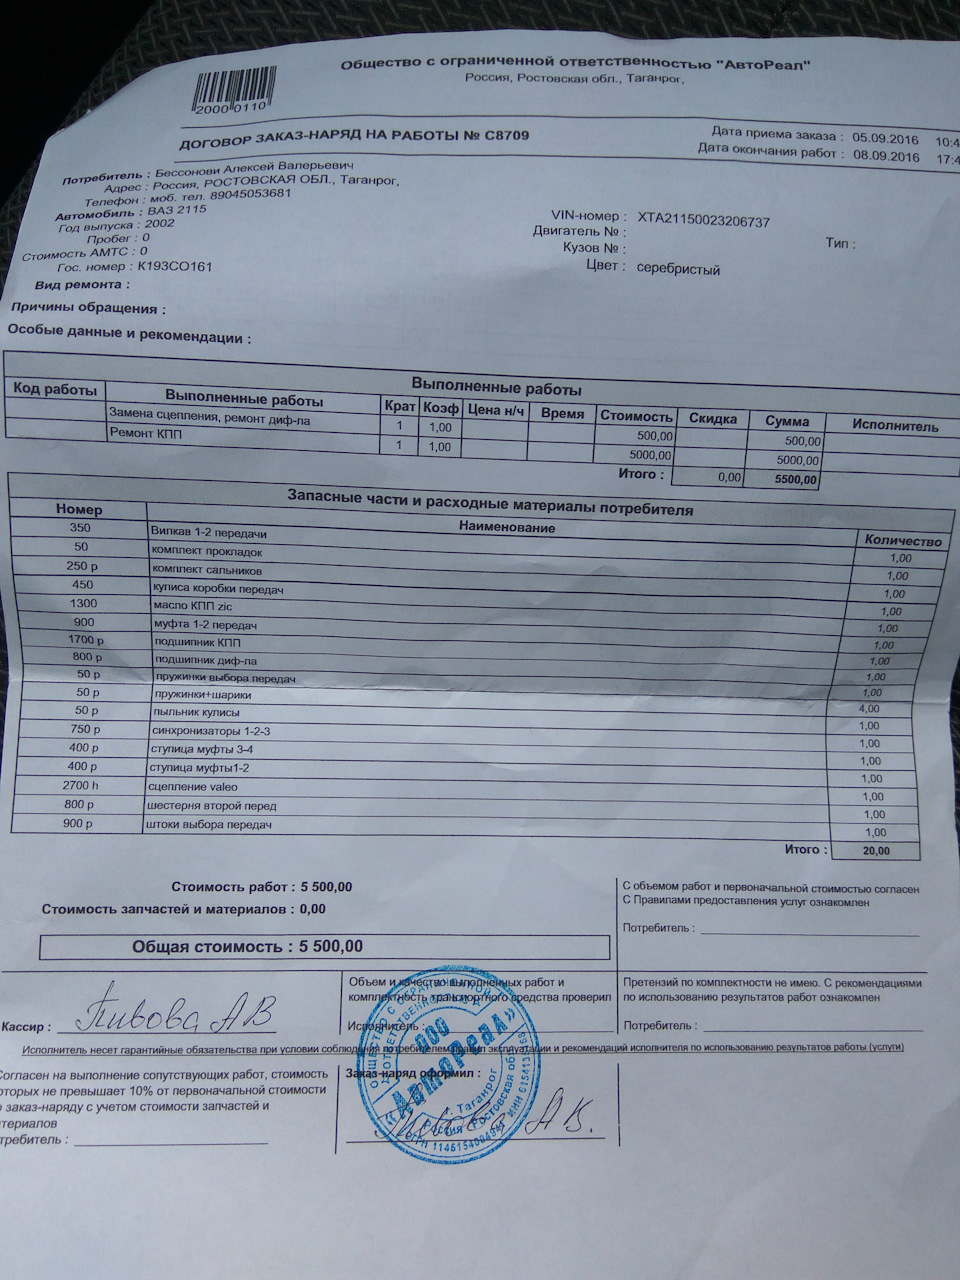 2000 0110
Общество с ограниченной ответственностью "АвтоРеал"
Россия, Ростовская обл., Таганрог,
ДОГОВОР ЗАКАЗ-НАРЯД НА РАБОТЫ № С8709
Дата приема заказа : 05.09.2016 10:4
Дата окончания работ : 08.09.2016 17:4
Потребитель : Бессонови Алексей Валерьевич
Адрес : Россия, РОСТОВСКАЯ ОБЛ., Таганрог,
Телефон : моб. тел. 89045053681
Автомобиль : ВАЗ 2115
Год выпуска : 2002
Пробег : 0
Стоимость АМТС : 0
Гос. номер : К193СО161
VIN-номер : XTA21150023206737
Двигатель № :
Тип :
Кузов № :
Цвет : серебристый
Вид ремонта :
Причины обращения :
Особые данные и рекомендации :
Выполненные работы
Код работы Выполненные работы Крат Коэф Цена н/ч Время Стоимость Скидка Сумма Исполнитель
Замена сцепления, ремонт диф-ла 1 1,00 500,00 500,00
Ремонт КПП 1 1,00 5000,00 5000,00
Итого : 0,00 5500,00
Запасные части и расходные материалы потребителя
Номер Наименование Количество
350 Вилкав 1-2 передачи 1,00
50 комплект прокладок 1,00
250 р комплект сальников 1,00
450 кулиса коробки передач 1,00
1300 масло КПП zic 1,00
900 муфта 1-2 передач 1,00
1700 р подшипник КПП 1,00
800 р подшипник диф-ла 1,00
50 р пружинки выбора передач 1,00
50 р пружинки+шарики 4,00
50 р пыльник кулисы 1,00
750 р синхронизаторы 1-2-3 1,00
400 р ступица муфты 3-4 1,00
400 р ступица муфты1-2 1,00
2700 h сцепление valeo 1,00
800 р шестерня второй перед 1,00
900 р штоки выбора передач 1,00
Итого : 20,00
Стоимость работ : 5 500,00
Стоимость запчастей и материалов : 0,00
Общая стоимость : 5 500,00
С объемом работ и первоначальной стоимостью согласен
С Правилами предоставления услуг ознакомлен
Потребитель :
Кассир : Пивова АВ
Объем и качество выполненных работ и
комплектность транспортного средства проверил
Исполнитель :
Претензий по комплектности не имею. С рекомендациями
по использованию результатов работ ознакомлен
Потребитель :
Исполнитель несет гарантийные обязательства при условии соблюдения потребителем правил эксплуатации и рекомендаций исполнителя по использованию результатов работы (услуги)
Согласен на выполнение сопутствующих работ, стоимость
оторых не превышает 10% от первоначальной стоимости
о заказ-наряду с учетом стоимости запчастей и
териалов
требитель :
Заказ-наряд оформил :
ООО
«АвтоРеал»
г. Таганрог
Россия Ростовская обл.